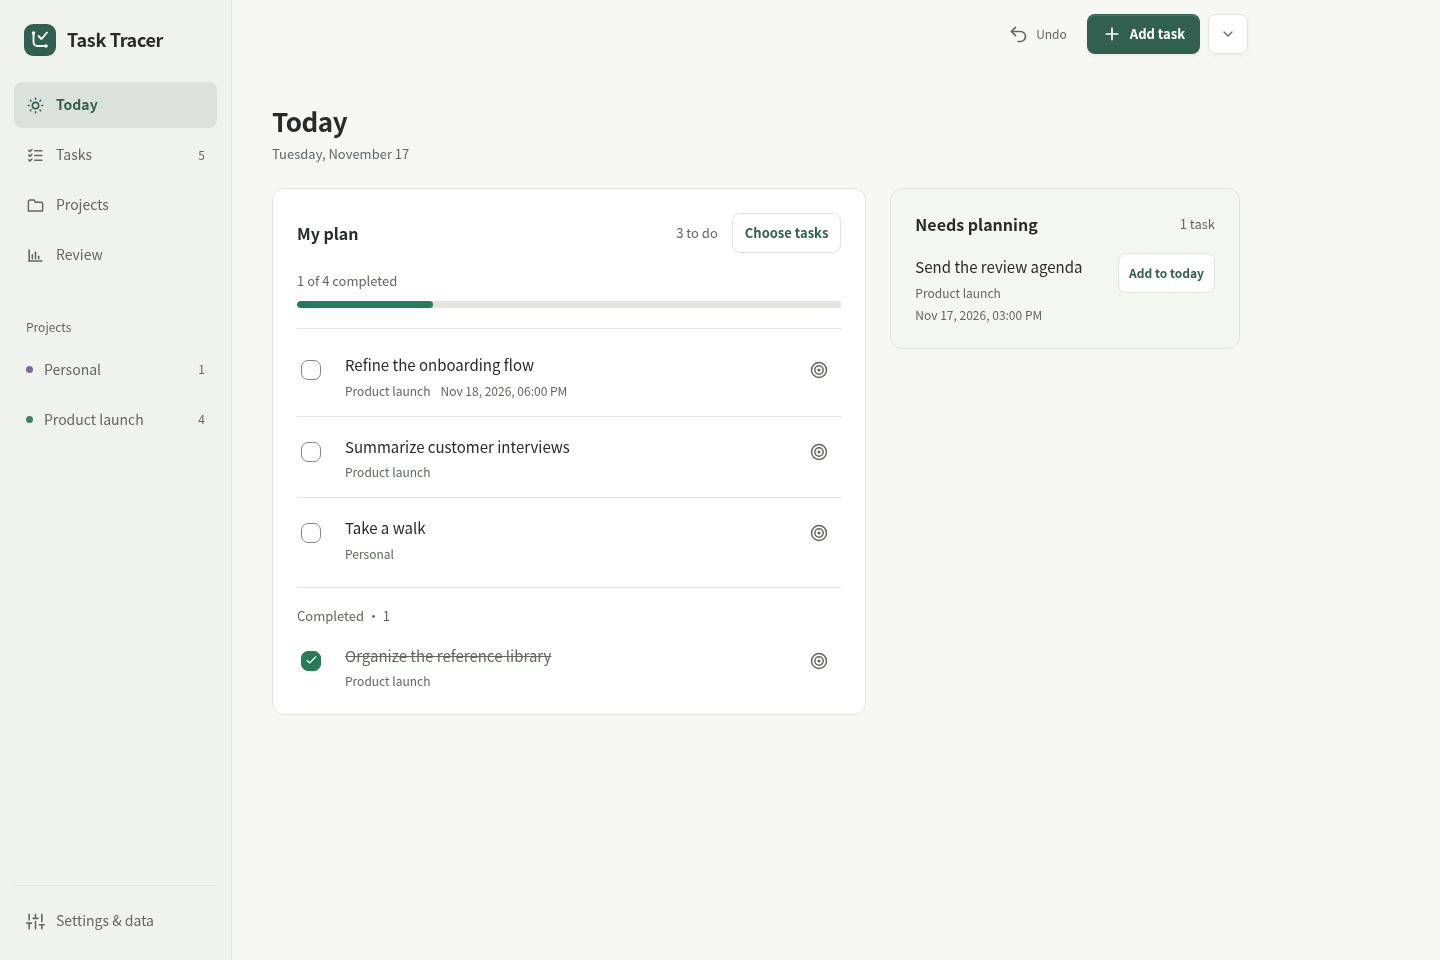 Task Tracer
Today
Tasks 5
Projects
Review
Projects
Personal 1
Product launch 4
Settings & data
Undo
Add task
Today
Tuesday, November 17
My plan
3 to do
Choose tasks
1 of 4 completed
Refine the onboarding flow
Product launch Nov 18, 2026, 06:00 PM
Summarize customer interviews
Product launch
Take a walk
Personal
Completed • 1
Organize the reference library
Product launch
Needs planning
1 task
Send the review agenda
Add to today
Product launch
Nov 17, 2026, 03:00 PM